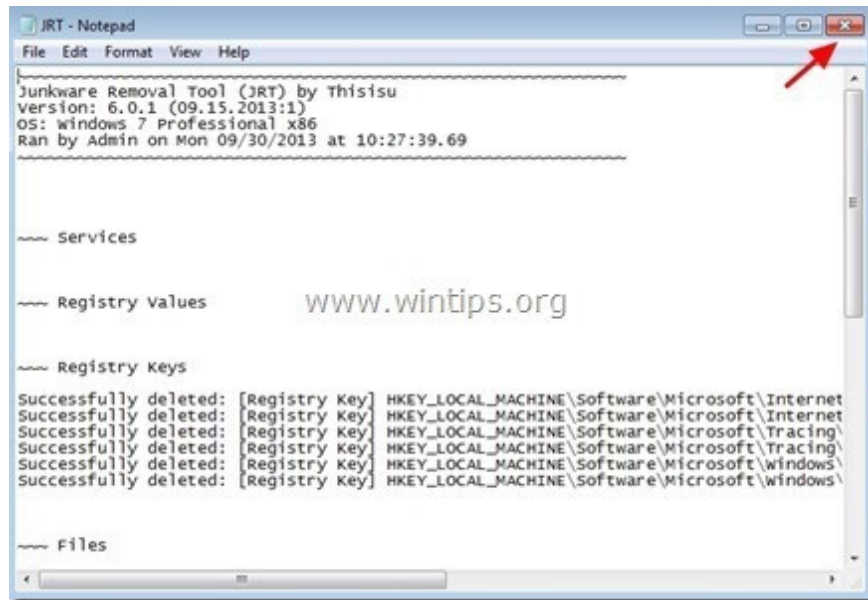 JRT - Notepad
File Edit Format View Help
~~~~~~~~~~~~~~~~~~~~~~~~~~~~~~~~~~~~~~~~~~~~~~~~~~~~~~~~~~~~~~~~~~~~~~~~~~~~~
Junkware Removal Tool (JRT) by Thisisu
Version: 6.0.1 (09.15.2013:1)
OS: Windows 7 Professional x86
Ran by Admin on Mon 09/30/2013 at 10:27:39.69
~~~~~~~~~~~~~~~~~~~~~~~~~~~~~~~~~~~~~~~~~~~~~~~~~~~~~~~~~~~~~~~~~~~~~~~~~~~~~
~~~ Services
~~~ Registry Values
www.wintips.org
~~~ Registry Keys
Successfully deleted: [Registry Key] HKEY_LOCAL_MACHINE\Software\Microsoft\Internet
Successfully deleted: [Registry Key] HKEY_LOCAL_MACHINE\Software\Microsoft\Internet
Successfully deleted: [Registry Key] HKEY_LOCAL_MACHINE\Software\Microsoft\Tracing\
Successfully deleted: [Registry Key] HKEY_LOCAL_MACHINE\Software\Microsoft\Tracing\
Successfully deleted: [Registry Key] HKEY_LOCAL_MACHINE\Software\Microsoft\Windows\
Successfully deleted: [Registry Key] HKEY_LOCAL_MACHINE\Software\Microsoft\Windows\
~~~ Files